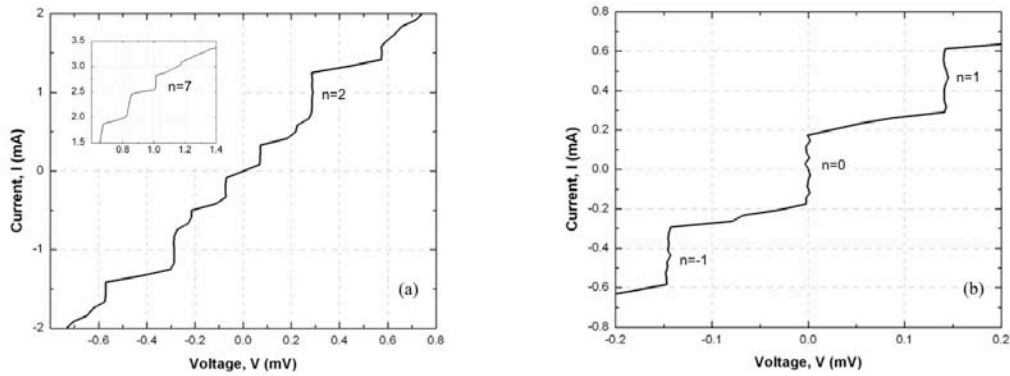 2
1
0
-1
-2
Current, I (mA)
-0.6 -0.4 -0.2 0.0 0.2 0.4 0.6 0.8
Voltage, V (mV)
3.5
3.0
2.5
2.0
1.5
0.8 1.0 1.2 1.4
n=7
n=2
(a)
0.8
0.6
0.4
0.2
0.0
-0.2
-0.4
-0.6
-0.8
Current, I (mA)
-0.2 -0.1 0.0 0.1 0.2
Voltage, V (mV)
n=1
n=0
n=-1
(b)